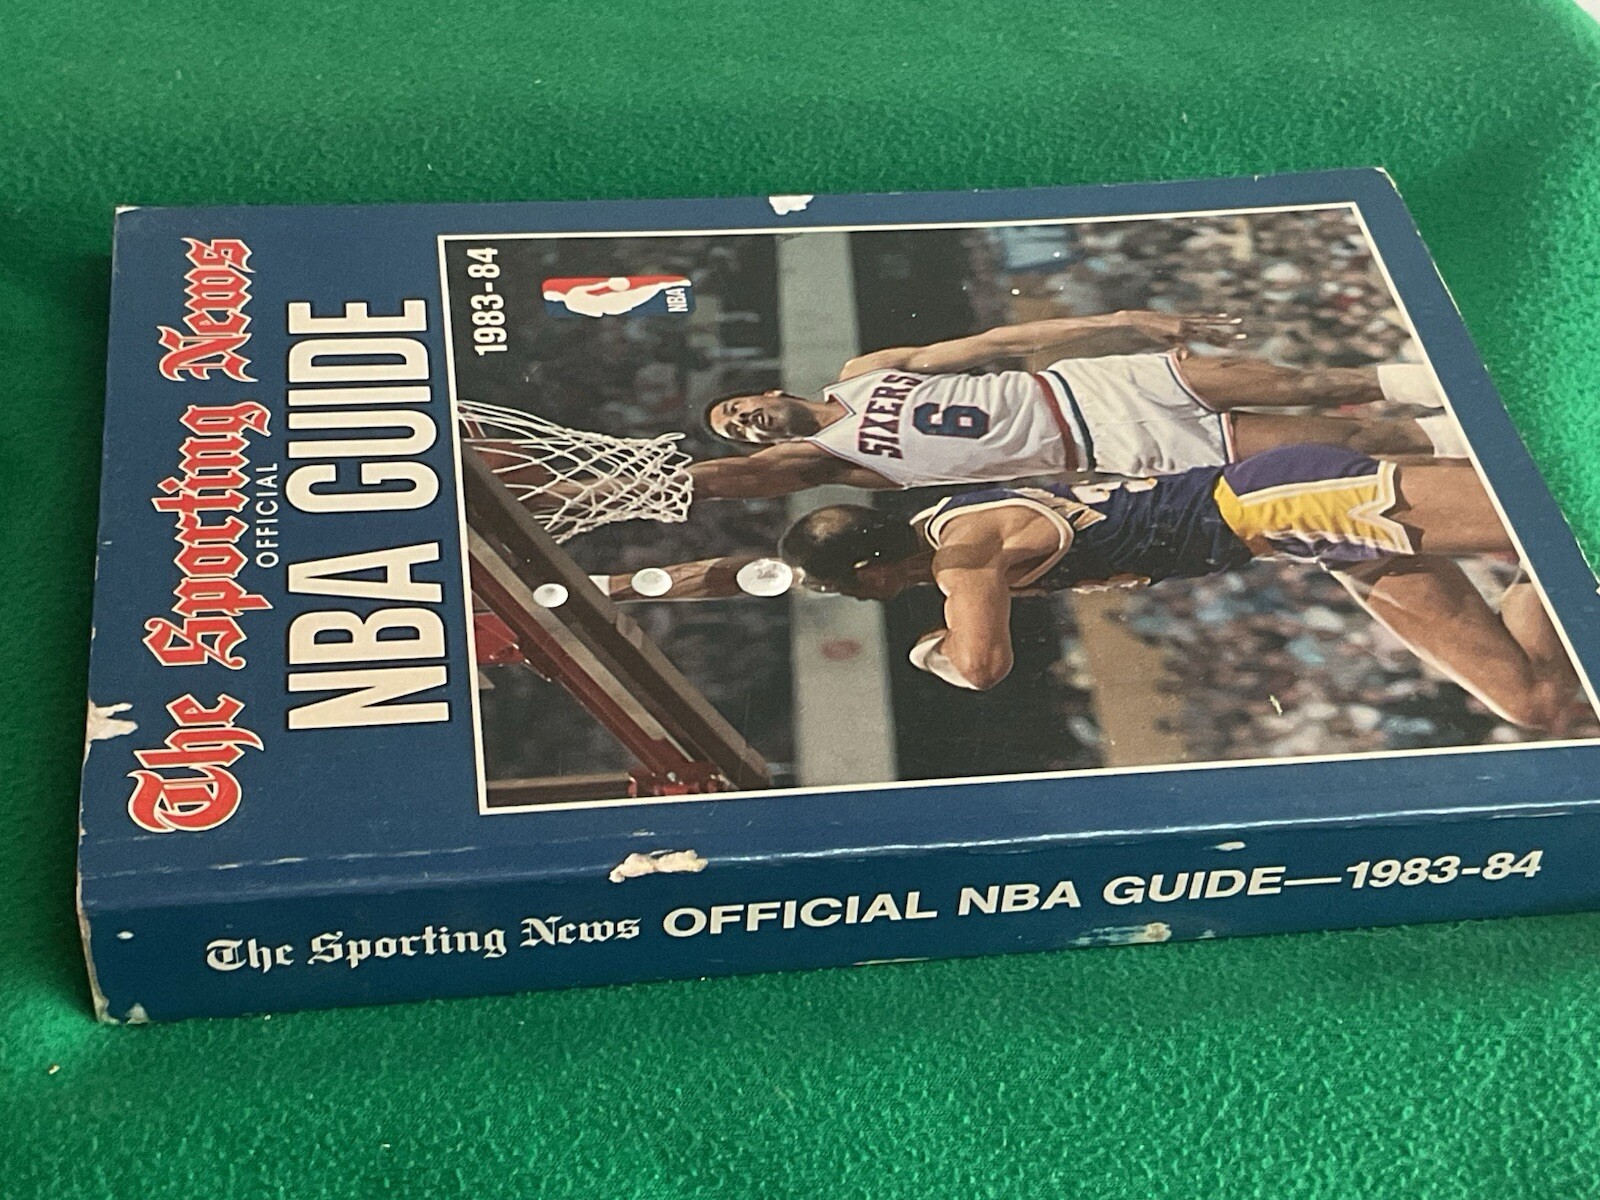 The Sporting News
OFFICIAL
NBA GUIDE
1983-84
NBA
SIXERS
6
The Sporting News OFFICIAL NBA GUIDE—1983-84